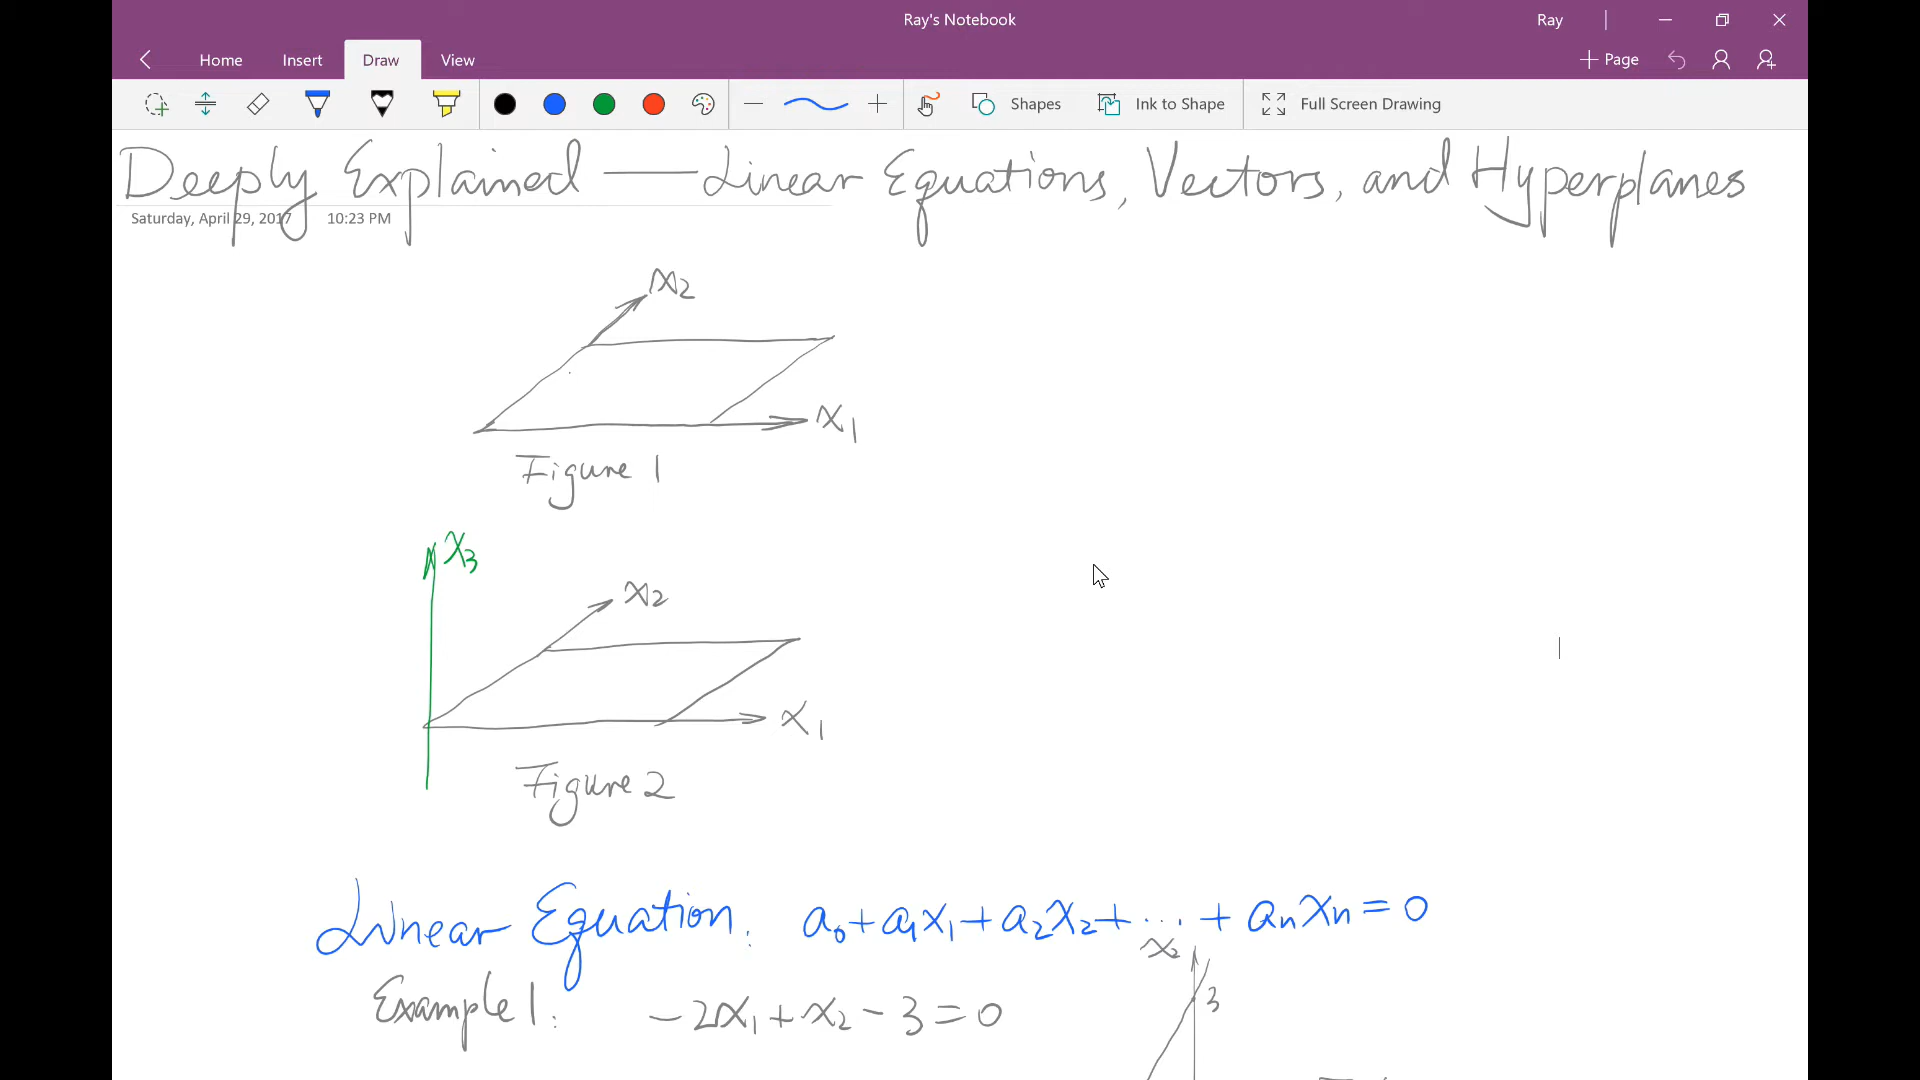 Ray's Notebook
Ray
Home Insert Draw View
Page
Shapes Ink to Shape Full Screen Drawing
Deeply Explained — Linear Equations, Vectors, and Hyperplanes
Saturday, April 29, 2017 10:23 PM
x₂
x₁
Figure 1
x₃
x₂
x₁
Figure 2
Linear Equation: a₀+a₁x₁+a₂x₂+⋯+aₙxₙ=0
x₂
3
Example 1: -2x₁+x₂-3=0